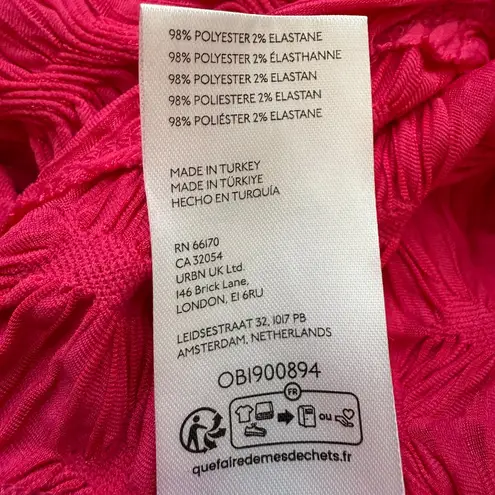 98% POLYESTER 2% ELASTANE
98% POLYESTER 2% ÉLASTHANNE
98% POLYESTER 2% ELASTAN
98% POLIESTERE 2% ELASTAN
98% POLIÉSTER 2% ELASTANE
MADE IN TURKEY
MADE IN TÜRKIYE
HECHO EN TURQUÍA
RN 66170
CA 32054
URBN UK Ltd
146 Brick Lane,
LONDON, E1 6RU
LEIDSESTRAAT 32, 1017 PB
AMSTERDAM, NETHERLANDS
OB1900894
FR
ou
quefairedemesdechets.fr